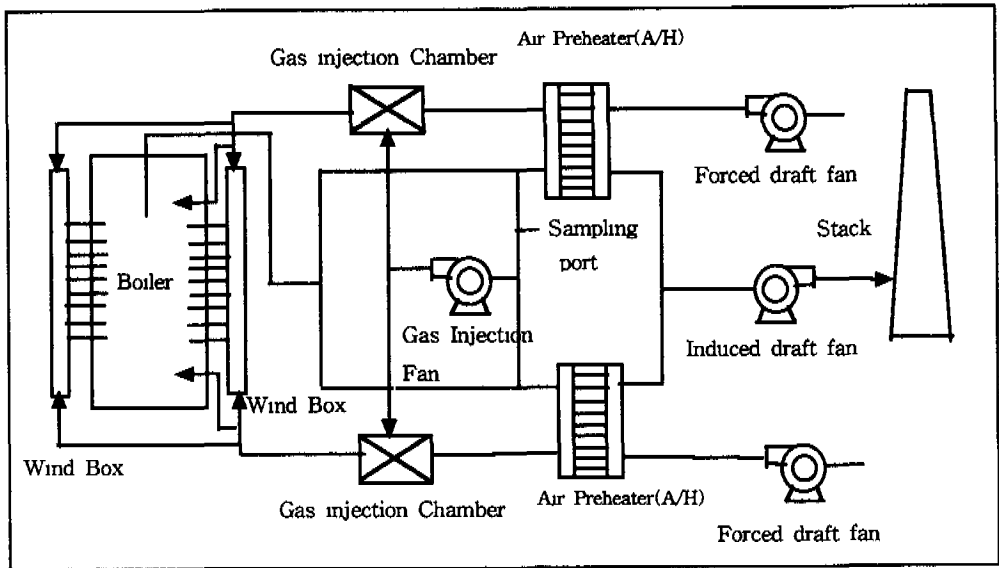 Air Preheater(A/H)
Gas injection Chamber
Forced draft fan
Sampling
port
Stack
Boiler
Gas Injection
Fan
Induced draft fan
Wind Box
Wind Box
Gas injection Chamber
Air Preheater(A/H)
Forced draft fan